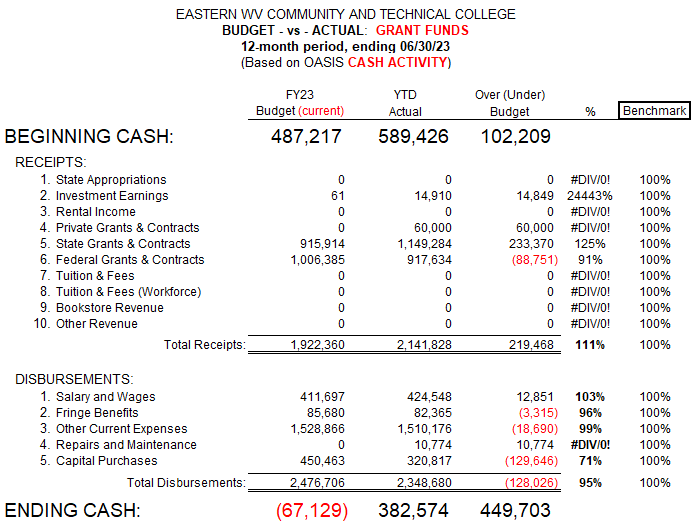 EASTERN WV COMMUNITY AND TECHNICAL COLLEGE
BUDGET - vs - ACTUAL: GRANT FUNDS
12-month period, ending 06/30/23
(Based on OASIS CASH ACTIVITY)
FY23 YTD Over (Under)
Budget (current) Actual Budget % Benchmark
BEGINNING CASH: 487,217 589,426 102,209
RECEIPTS:
1. State Appropriations 0 0 0 #DIV/0! 100%
2. Investment Earnings 61 14,910 14,849 24443% 100%
3. Rental Income 0 0 0 #DIV/0! 100%
4. Private Grants & Contracts 0 60,000 60,000 #DIV/0! 100%
5. State Grants & Contracts 915,914 1,149,284 233,370 125% 100%
6. Federal Grants & Contracts 1,006,385 917,634 (88,751) 91% 100%
7. Tuition & Fees 0 0 0 #DIV/0! 100%
8. Tuition & Fees (Workforce) 0 0 0 #DIV/0! 100%
9. Bookstore Revenue 0 0 0 #DIV/0! 100%
10. Other Revenue 0 0 0 #DIV/0! 100%
Total Receipts: 1,922,360 2,141,828 219,468 111% 100%
DISBURSEMENTS:
1. Salary and Wages 411,697 424,548 12,851 103% 100%
2. Fringe Benefits 85,680 82,365 (3,315) 96% 100%
3. Other Current Expenses 1,528,866 1,510,176 (18,690) 99% 100%
4. Repairs and Maintenance 0 10,774 10,774 #DIV/0! 100%
5. Capital Purchases 450,463 320,817 (129,646) 71% 100%
Total Disbursements: 2,476,706 2,348,680 (128,026) 95% 100%
ENDING CASH: (67,129) 382,574 449,703